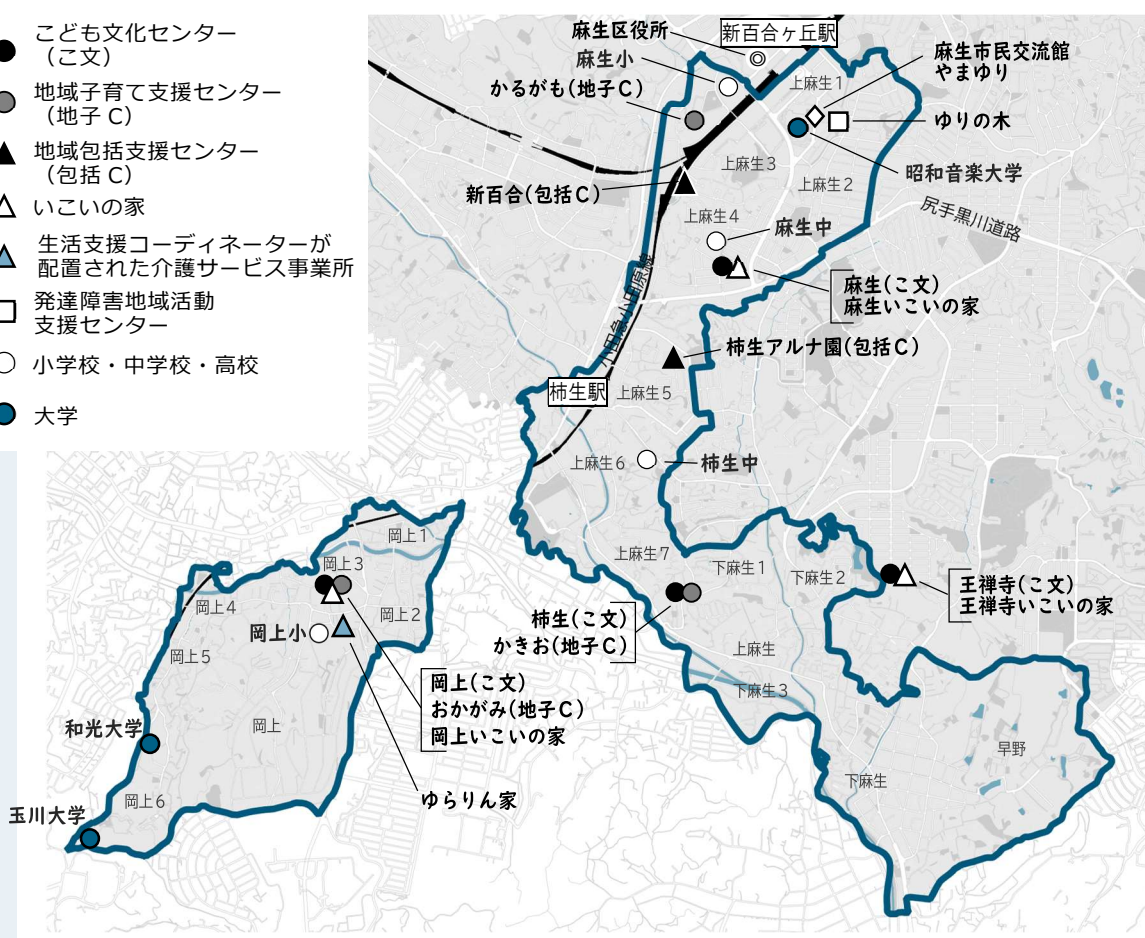 こども文化センター
（こ文）
地域子育て支援センター
（地子C）
地域包括支援センター
（包括C）
いこいの家
生活支援コーディネーターが
配置された介護サービス事業所
発達障害地域活動
支援センター
小学校・中学校・高校
大学
麻生区役所
新百合ヶ丘駅
麻生小
かるがも(地子C)
上麻生1
麻生市民交流館
やまゆり
ゆりの木
上麻生3
昭和音楽大学
上麻生2
新百合(包括C)
上麻生4
麻生中
尻手黒川道路
麻生(こ文)
麻生いこいの家
小田急小田原線
柿生アルナ園(包括C)
柿生駅
上麻生5
上麻生6
柿生中
上麻生7
下麻生1
下麻生2
王禅寺(こ文)
王禅寺いこいの家
柿生(こ文)
かきお(地子C)
上麻生
下麻生3
早野
下麻生
岡上1
岡上3
岡上4
岡上2
岡上小
岡上5
岡上(こ文)
おかがみ(地子C)
岡上いこいの家
岡上
和光大学
ゆらりん家
岡上6
玉川大学